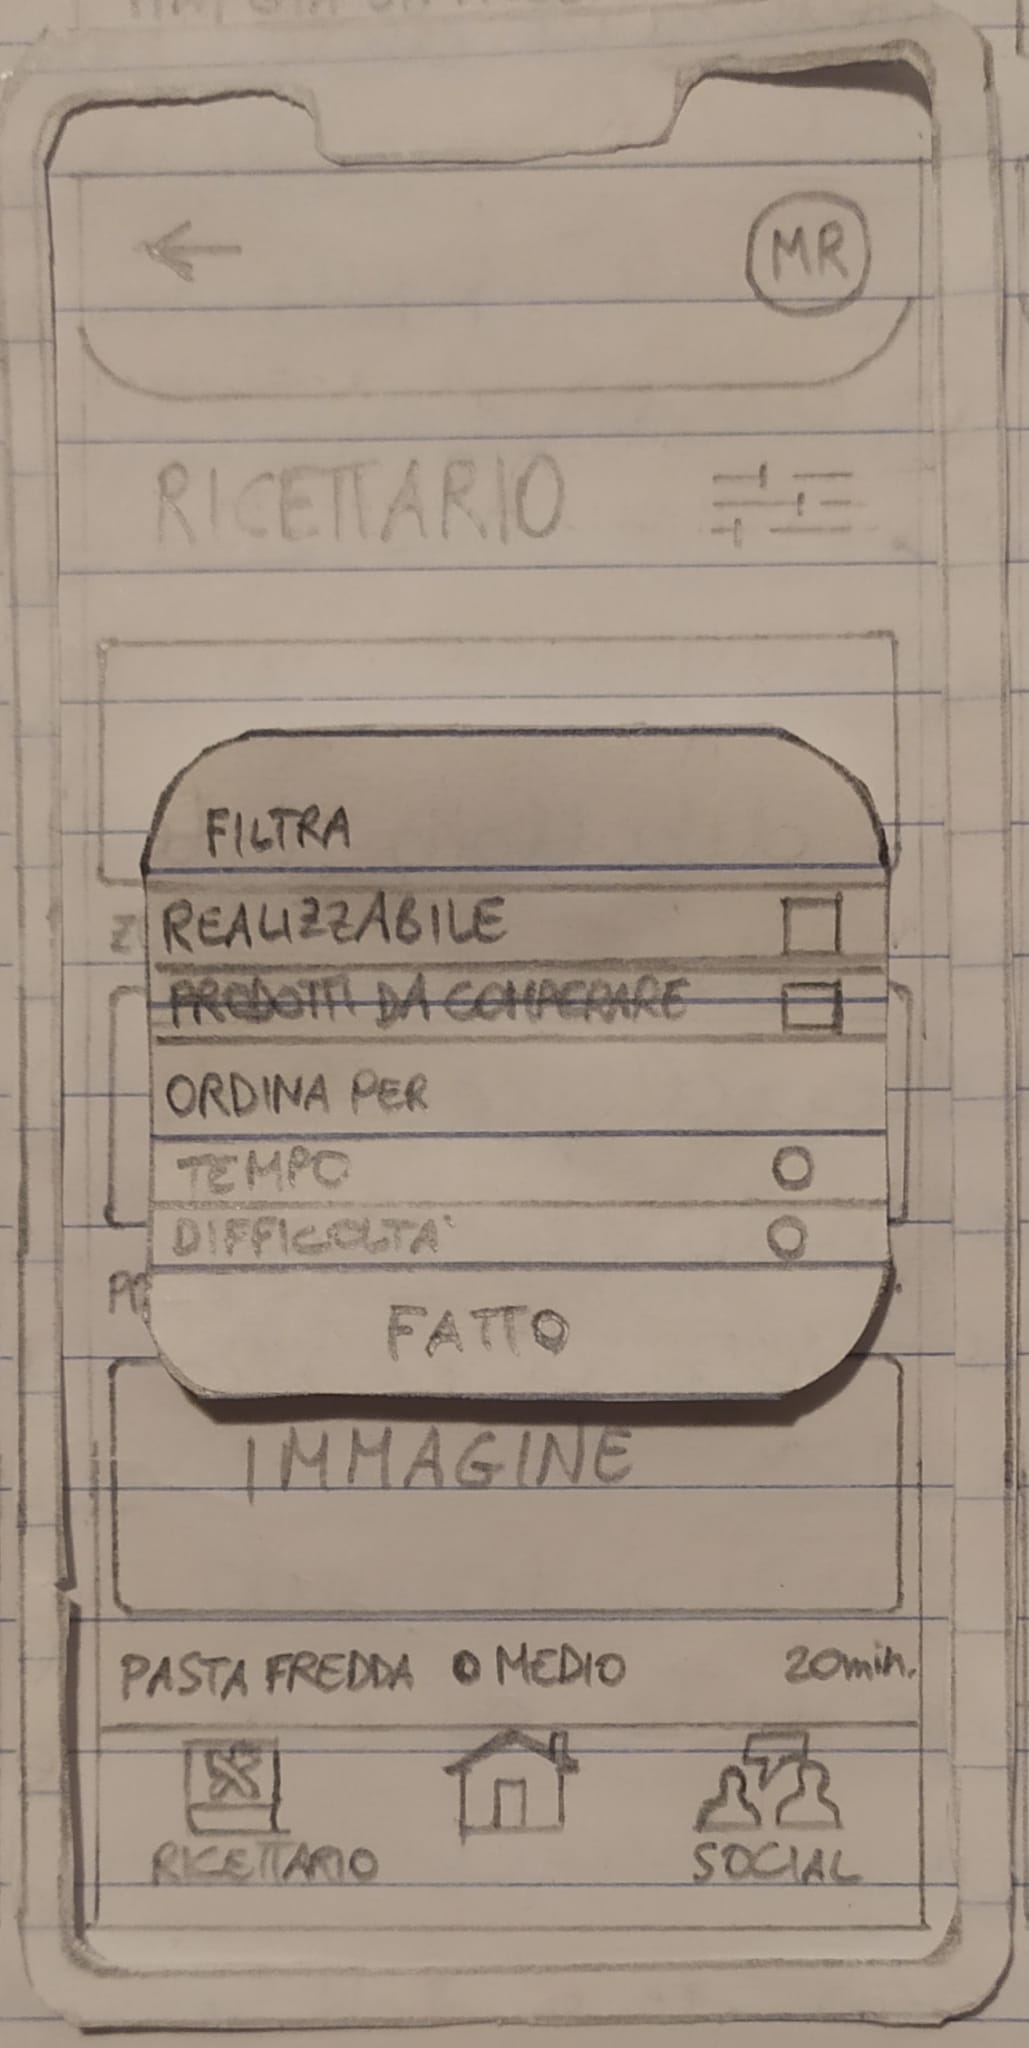 MR
RICETTARIO
FILTRA
REALIZZABILE
PRODOTTI DA COMPERARE
ORDINA PER
TEMPO
DIFFICOLTA'
FATTO
IMMAGINE
PASTA FREDDA O MEDIO 20min.
RICETTARIO SOCIAL